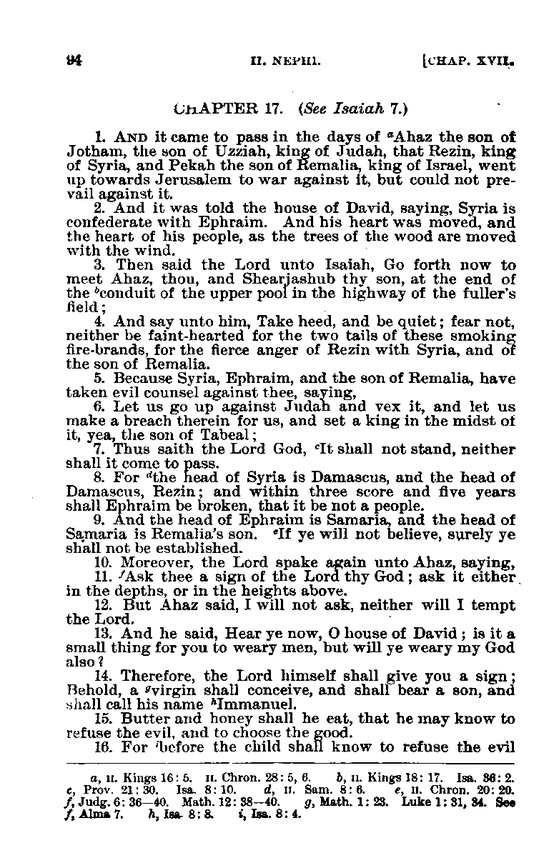 94 II. NEPHI. [CHAP. XVII.
CHAPTER 17. (See Isaiah 7.)
1. AND it came to pass in the days of aAhaz the son of
Jotham, the son of Uzziah, king of Judah, that Rezin, king
of Syria, and Pekah the son of Remalia, king of Israel, went
up towards Jerusalem to war against it, but could not pre-
vail against it.
2. And it was told the house of David, saying, Syria is
confederate with Ephraim. And his heart was moved, and
the heart of his people, as the trees of the wood are moved
with the wind.
3. Then said the Lord unto Isaiah, Go forth now to
meet Ahaz, thou, and Shearjashub thy son, at the end of
the bconduit of the upper pool in the highway of the fuller's
field;
4. And say unto him, Take heed, and be quiet; fear not,
neither be faint-hearted for the two tails of these smoking
fire-brands, for the fierce anger of Rezin with Syria, and of
the son of Remalia.
5. Because Syria, Ephraim, and the son of Remalia, have
taken evil counsel against thee, saying,
6. Let us go up against Judah and vex it, and let us
make a breach therein for us, and set a king in the midst of
it, yea, the son of Tabeal;
7. Thus saith the Lord God, cIt shall not stand, neither
shall it come to pass.
8. For dthe head of Syria is Damascus, and the head of
Damascus, Rezin; and within three score and five years
shall Ephraim be broken, that it be not a people.
9. And the head of Ephraim is Samaria, and the head of
Samaria is Remalia's son. eIf ye will not believe, surely ye
shall not be established.
10. Moreover, the Lord spake again unto Ahaz, saying,
11. fAsk thee a sign of the Lord thy God; ask it either
in the depths, or in the heights above.
12. But Ahaz said, I will not ask, neither will I tempt
the Lord.
13. And he said, Hear ye now, O house of David; is it a
small thing for you to weary men, but will ye weary my God
also?
14. Therefore, the Lord himself shall give you a sign;
Behold, a gvirgin shall conceive, and shall bear a son, and
shall call his name hImmanuel.
15. Butter and honey shall he eat, that he may know to
refuse the evil, and to choose the good.
16. For ibefore the child shall know to refuse the evil
a, II. Kings 16: 5. II. Chron. 28: 5, 6. b, II. Kings 18: 17. Isa. 36: 2.
c, Prov. 21: 30. Isa. 8: 10. d, II. Sam. 8: 6. e, II. Chron. 20: 20.
f, Judg. 6: 36—40. Math. 12: 38—40. g, Math. 1: 23. Luke 1: 31, 34. See
f, Alma 7. h, Isa. 8: 8. i, Isa. 8: 4.